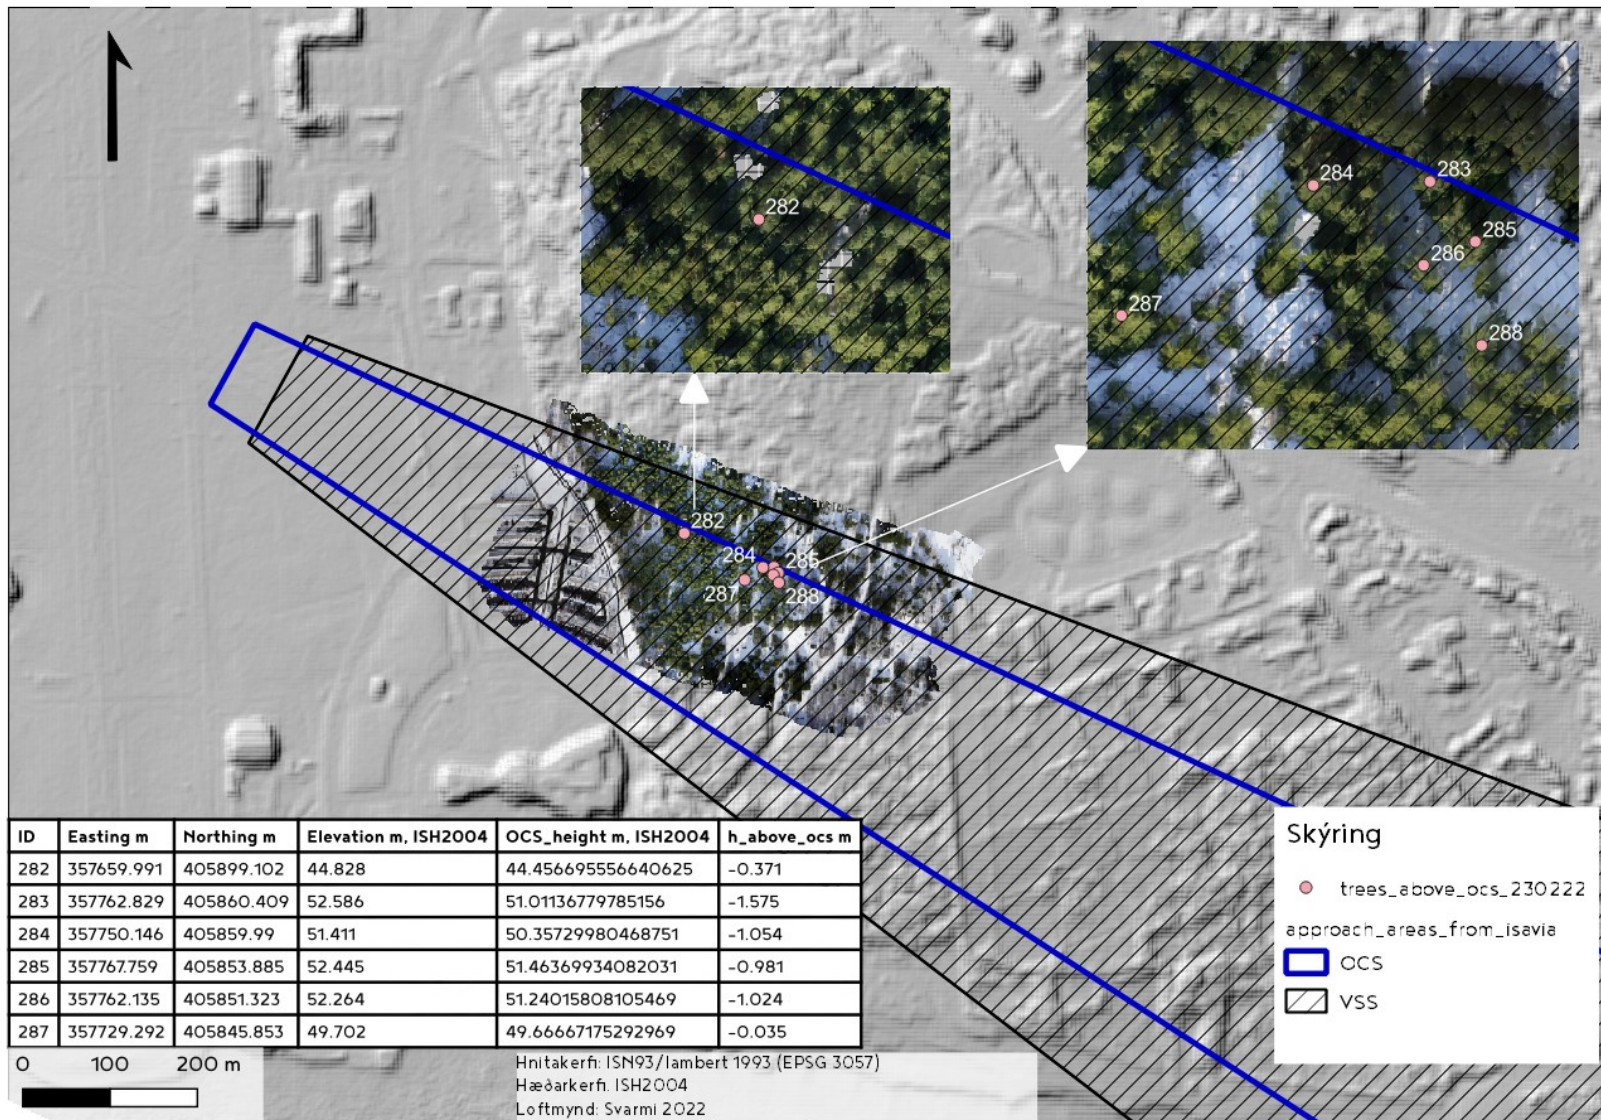 282
284
283
285
286
287
288
282
284
285
287
288
ID Easting m Northing m Elevation m, ISH2004 OCS_height m, ISH2004 h_above_ocs m
282 357659.991 405899.102 44.828 44.456695556640625 -0.371
283 357762.829 405860.409 52.586 51.01136779785156 -1.575
284 357750.146 405859.99 51.411 50.35729980468751 -1.054
285 357767.759 405853.885 52.445 51.46369934082031 -0.981
286 357762.135 405851.323 52.264 51.24015808105469 -1.024
287 357729.292 405845.853 49.702 49.66667175292969 -0.035
Skýring
trees_above_ocs_230222
approach_areas_from_isavia
OCS
VSS
0 100 200 m
Hnitakerfi: ISN93/lambert 1993 (EPSG 3057)
Hæðarkerfi. ISH2004
Loftmynd: Svarmi 2022